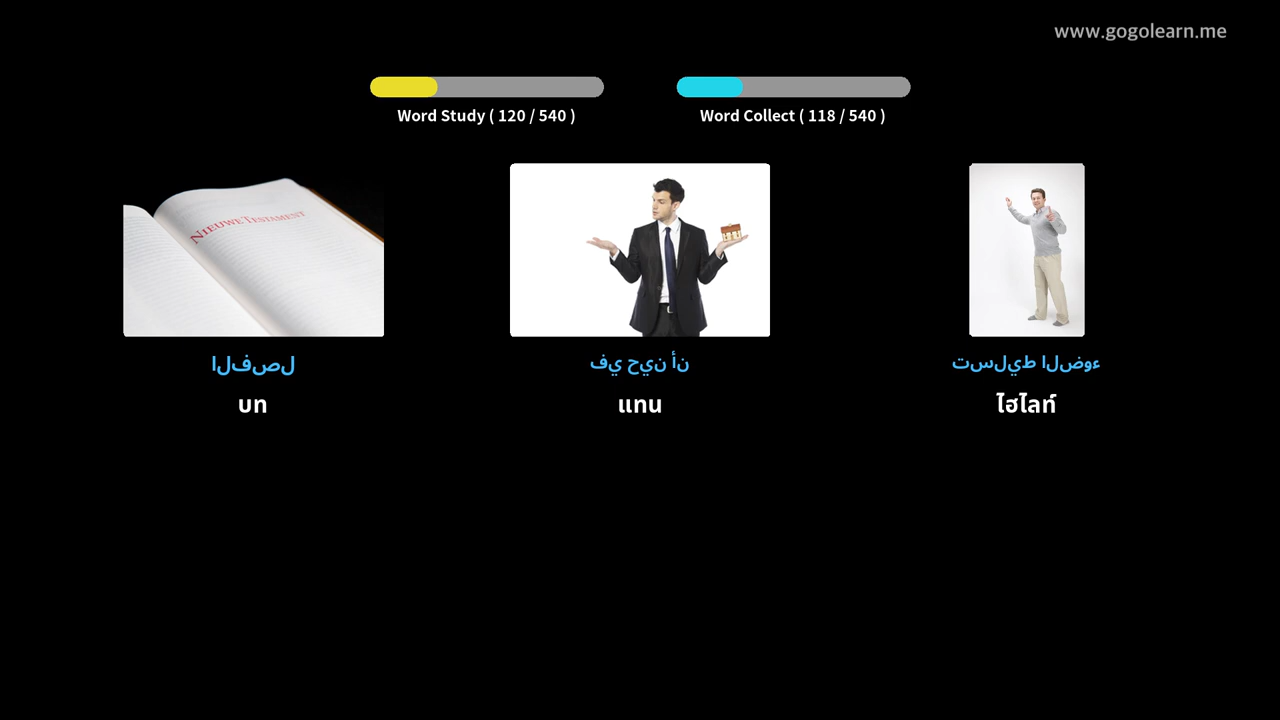 www.gogolearn.me
Word Study ( 120 / 540 )
Word Collect ( 118 / 540 )
الفصل
في حين أن
تسليط الضوء
บท
แทน
ไฮไลท์
NIEUWE TESTAMENT